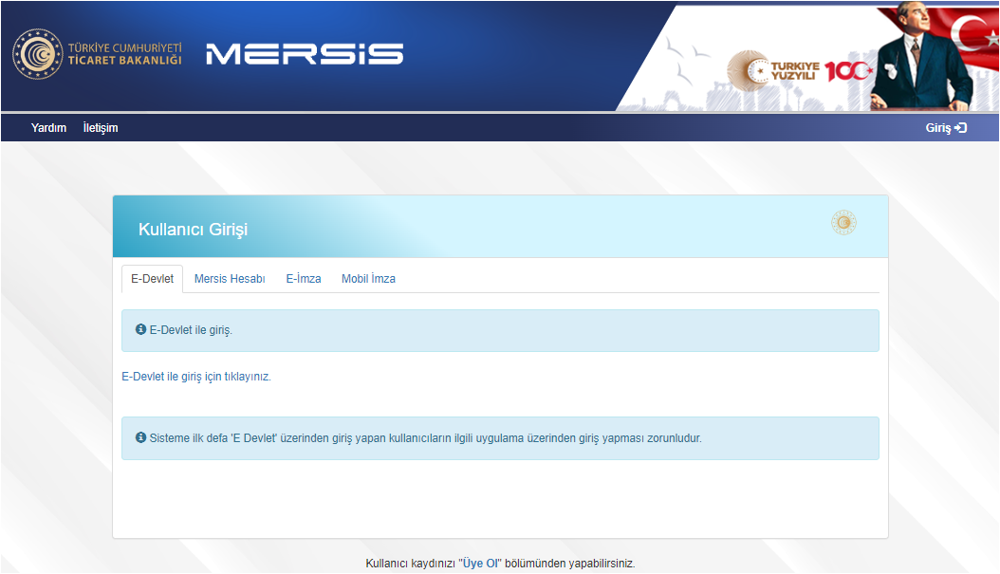 TÜRKİYE CUMHURİYETİ
TİCARET BAKANLIĞI
MERSiS
TÜRKİYE
YÜZYILI
100
Yardım İletişim Giriş
Kullanıcı Girişi
E-Devlet Mersis Hesabı E-İmza Mobil İmza
E-Devlet ile giriş.
E-Devlet ile giriş için tıklayınız.
Sisteme ilk defa 'E Devlet' üzerinden giriş yapan kullanıcıların ilgili uygulama üzerinden giriş yapması zorunludur.
Kullanıcı kaydınızı "Üye Ol" bölümünden yapabilirsiniz.